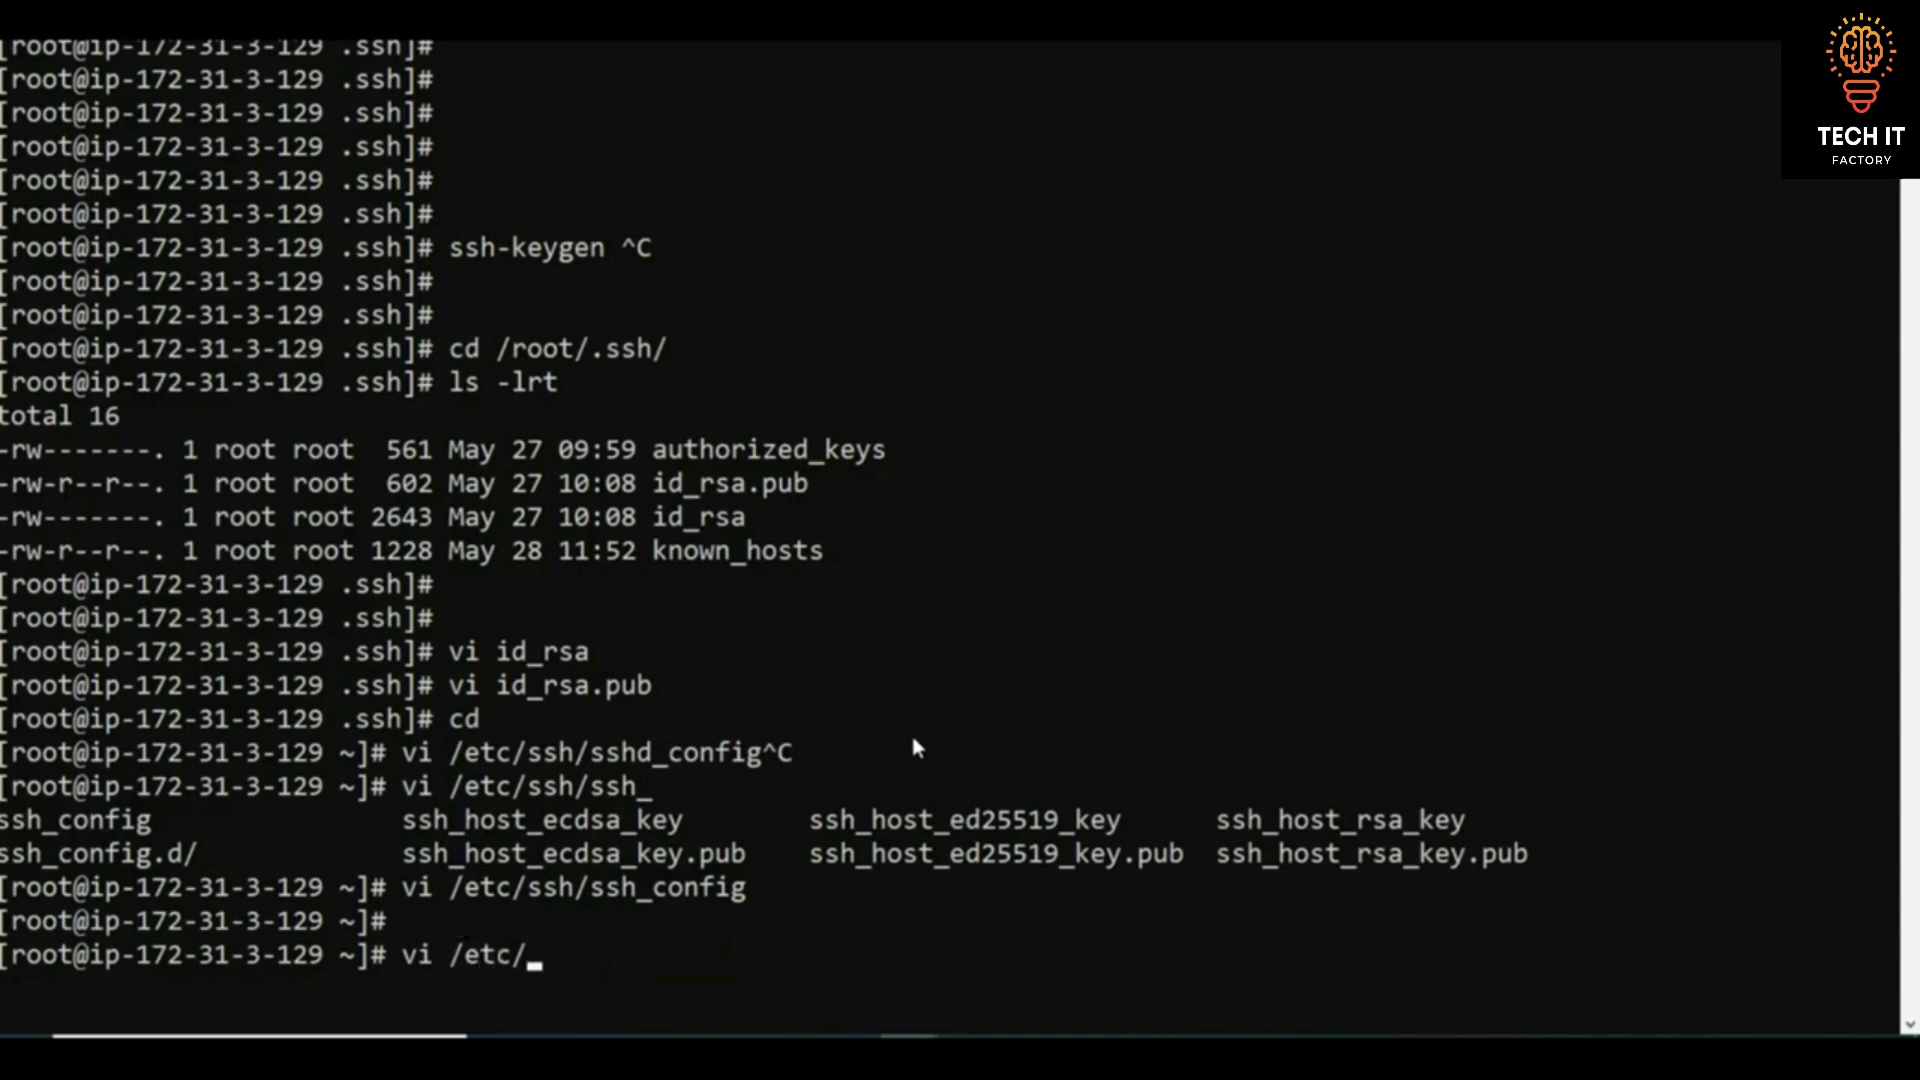 [root@ip-172-31-3-129 .ssh]#
[root@ip-172-31-3-129 .ssh]#
[root@ip-172-31-3-129 .ssh]#
[root@ip-172-31-3-129 .ssh]#
[root@ip-172-31-3-129 .ssh]#
[root@ip-172-31-3-129 .ssh]#
[root@ip-172-31-3-129 .ssh]# ssh-keygen ^C
[root@ip-172-31-3-129 .ssh]#
[root@ip-172-31-3-129 .ssh]#
[root@ip-172-31-3-129 .ssh]# cd /root/.ssh/
[root@ip-172-31-3-129 .ssh]# ls -lrt
total 16
-rw-------. 1 root root  561 May 27 09:59 authorized_keys
-rw-r--r--. 1 root root  602 May 27 10:08 id_rsa.pub
-rw-------. 1 root root 2643 May 27 10:08 id_rsa
-rw-r--r--. 1 root root 1228 May 28 11:52 known_hosts
[root@ip-172-31-3-129 .ssh]#
[root@ip-172-31-3-129 .ssh]#
[root@ip-172-31-3-129 .ssh]# vi id_rsa
[root@ip-172-31-3-129 .ssh]# vi id_rsa.pub
[root@ip-172-31-3-129 .ssh]# cd
[root@ip-172-31-3-129 ~]# vi /etc/ssh/sshd_config^C
[root@ip-172-31-3-129 ~]# vi /etc/ssh/ssh_
ssh_config ssh_host_ecdsa_key ssh_host_ed25519_key ssh_host_rsa_key
ssh_config.d/ ssh_host_ecdsa_key.pub ssh_host_ed25519_key.pub ssh_host_rsa_key.pub
[root@ip-172-31-3-129 ~]# vi /etc/ssh/ssh_config
[root@ip-172-31-3-129 ~]#
[root@ip-172-31-3-129 ~]# vi /etc/
TECH IT
FACTORY